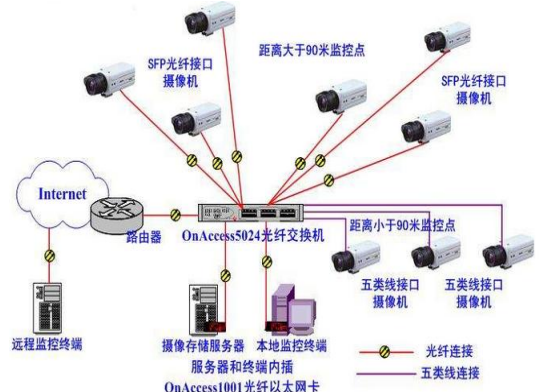 SFP光纤接口
摄像机
距离大于90米监控点
SFP光纤接口
摄像机
Internet
路由器
OnAccess5024光纤交换机
距离小于90米监控点
五类线接口
摄像机
五类线接口
摄像机
远程监控终端
摄像存储服务器
本地监控终端
服务器和终端内插
OnAccess1001光纤以太网卡
光纤连接
五类线连接